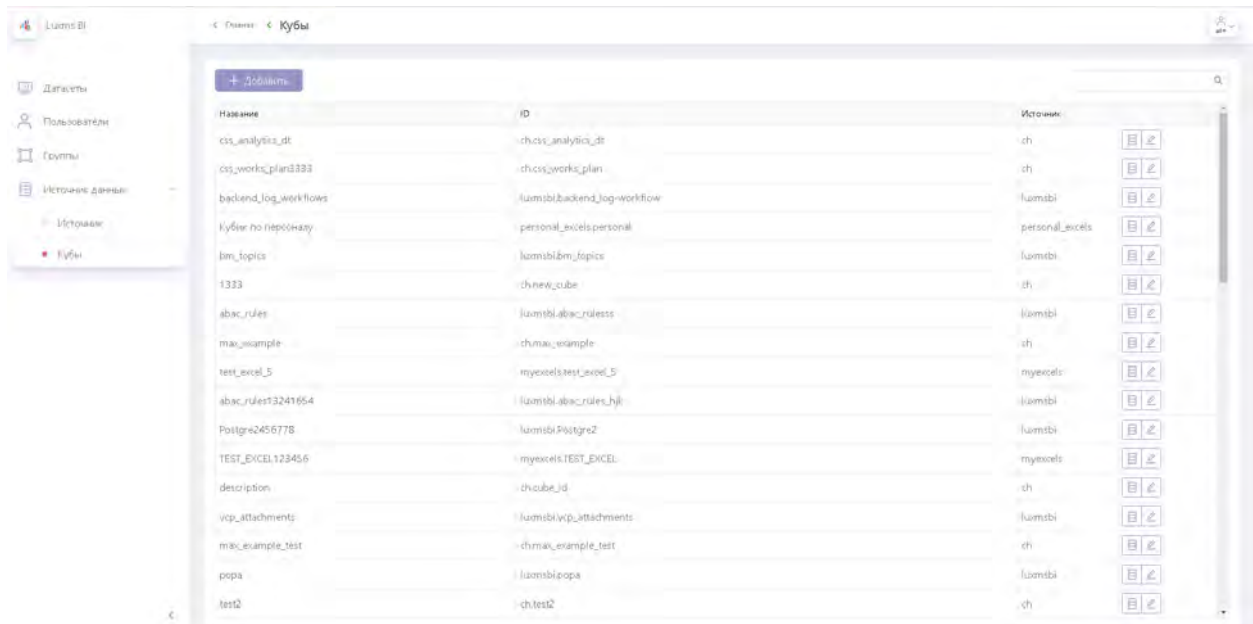 Luxms BI
Главная Кубы
Датасеты
Пользователи
Группы
Источник данных
Источник
Кубы
+ Добавить
Название ID Источник
css_analytics_dt ch.css_analytics_dt ch
css_works_plan3333 ch.css_works_plan ch
backend_log_workflows luxmsbi.backend_log-workflow luxmsbi
Кубы по персоналу personal_excels.personal personal_excels
bm_topics luxmsbi.bm_topics luxmsbi
1333 ch.new_cube ch
abac_rules luxmsbi.abac_rulesss luxmsbi
max_example ch.max_example ch
test_excel_5 myexcels.test_excel_5 myexcels
abac_rules13241654 luxmsbi.abac_rules_hjk luxmsbi
Postgre2456778 luxmsbi.Postgre2 luxmsbi
TEST_EXCEL123456 myexcels.TEST_EXCEL myexcels
description ch.cube_id ch
vcp_attachments luxmsbi.vcp_attachments luxmsbi
max_example_test ch.max_example_test ch
popa luxmsbi.popa luxmsbi
test2 ch.test2 ch